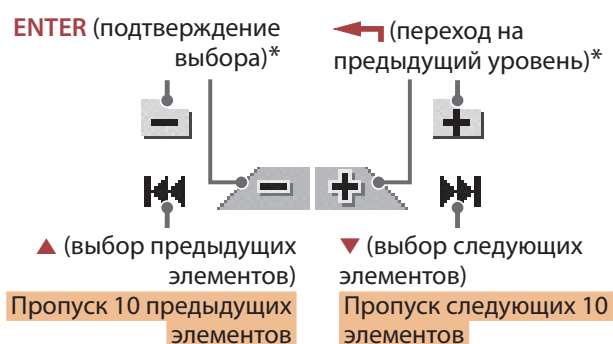 ENTER (подтверждение
выбора)*
(переход на
предыдущий уровень)*
▲ (выбор предыдущих
элементов)
Пропуск 10 предыдущих
элементов
▼ (выбор следующих
элементов)
Пропуск следующих 10
элементов